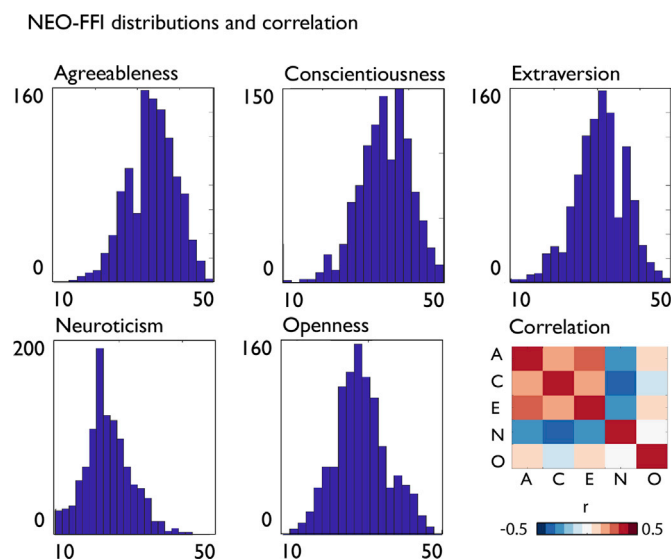 NEO-FFI distributions and correlation
Agreeableness
160
0
10 50
Conscientiousness
150
0
10 50
Extraversion
160
0
10 50
Neuroticism
200
0
10 50
Openness
160
0
10 50
Correlation
A
C
E
N
O
A C E N O
r
-0.5 0.5